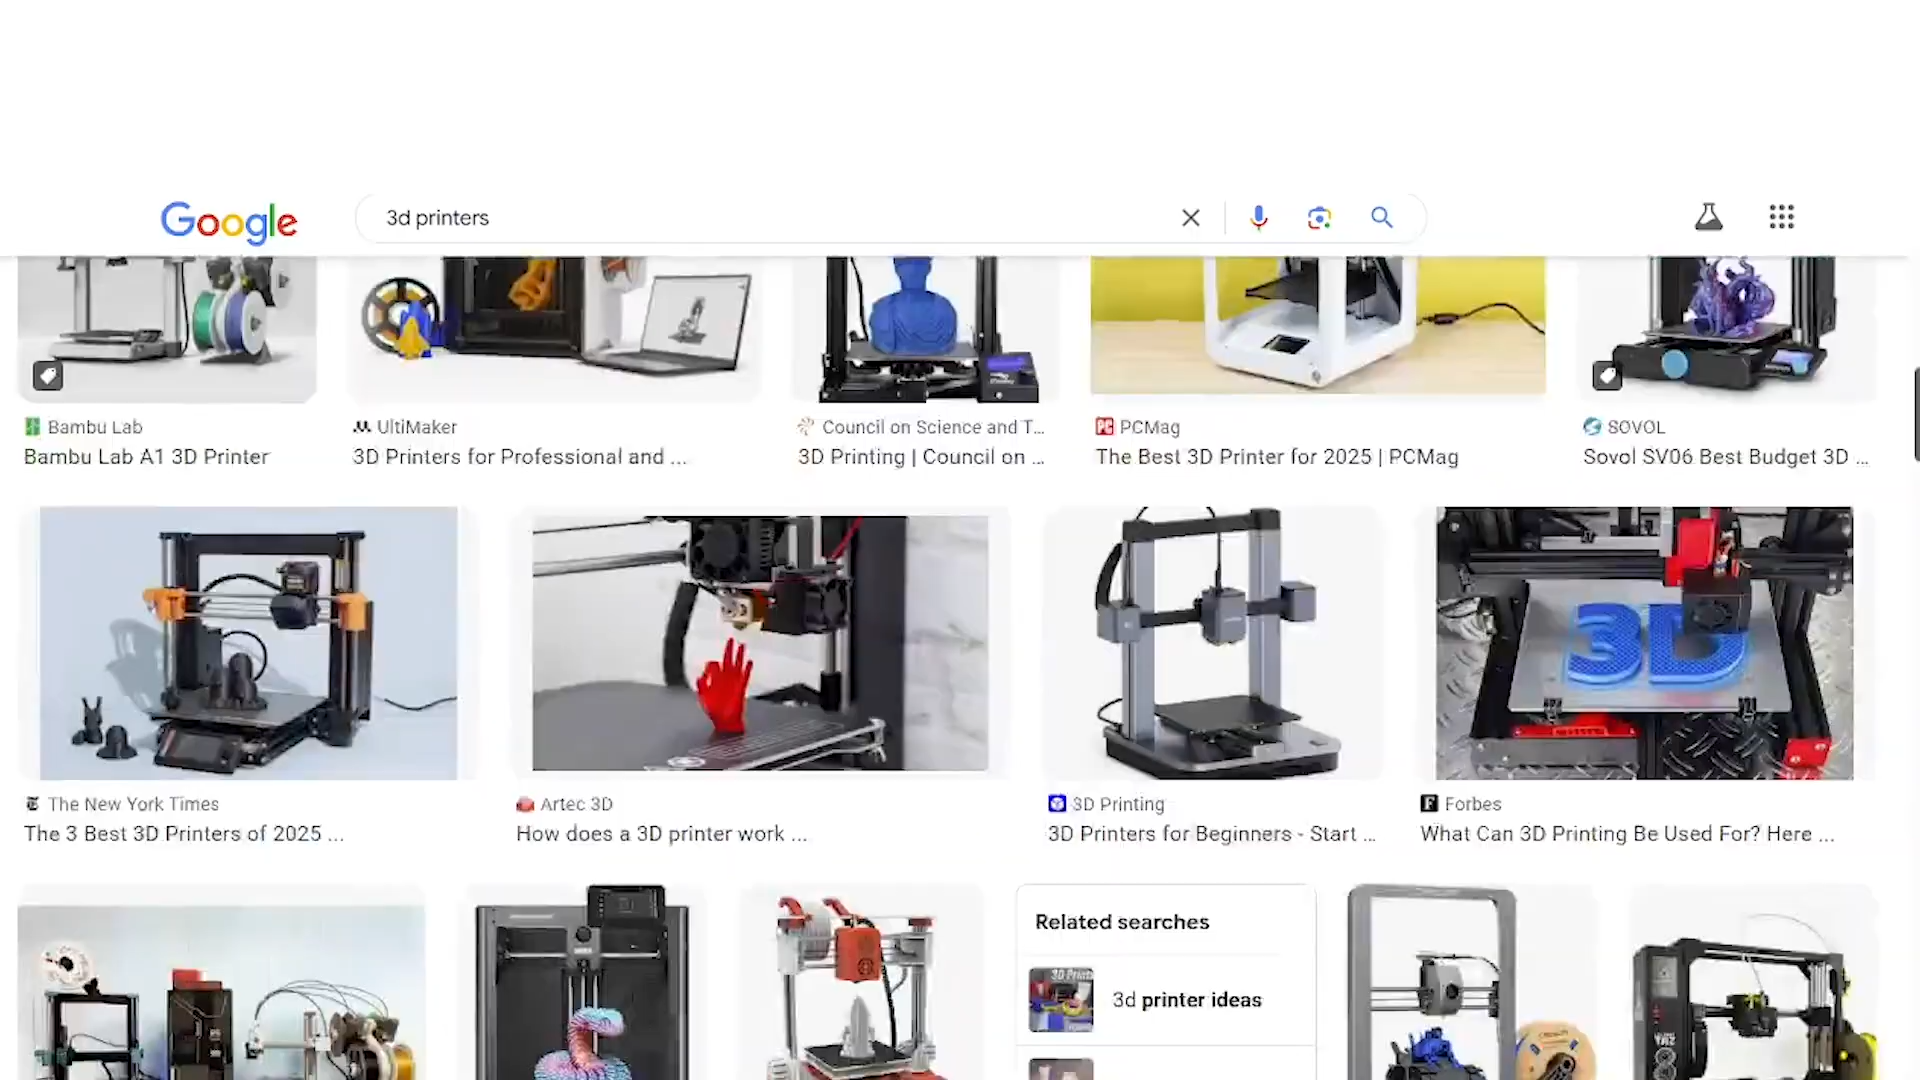 Google
3d printers
Bambu Lab
Bambu Lab A1 3D Printer
UltiMaker
3D Printers for Professional and ...
Council on Science and T...
3D Printing | Council on ...
PCMag
The Best 3D Printer for 2025 | PCMag
SOVOL
Sovol SV06 Best Budget 3D ...
3D
The New York Times
The 3 Best 3D Printers of 2025 ...
Artec 3D
How does a 3D printer work ...
3D Printing
3D Printers for Beginners - Start ...
Forbes
What Can 3D Printing Be Used For? Here ...
Related searches
3d printer ideas